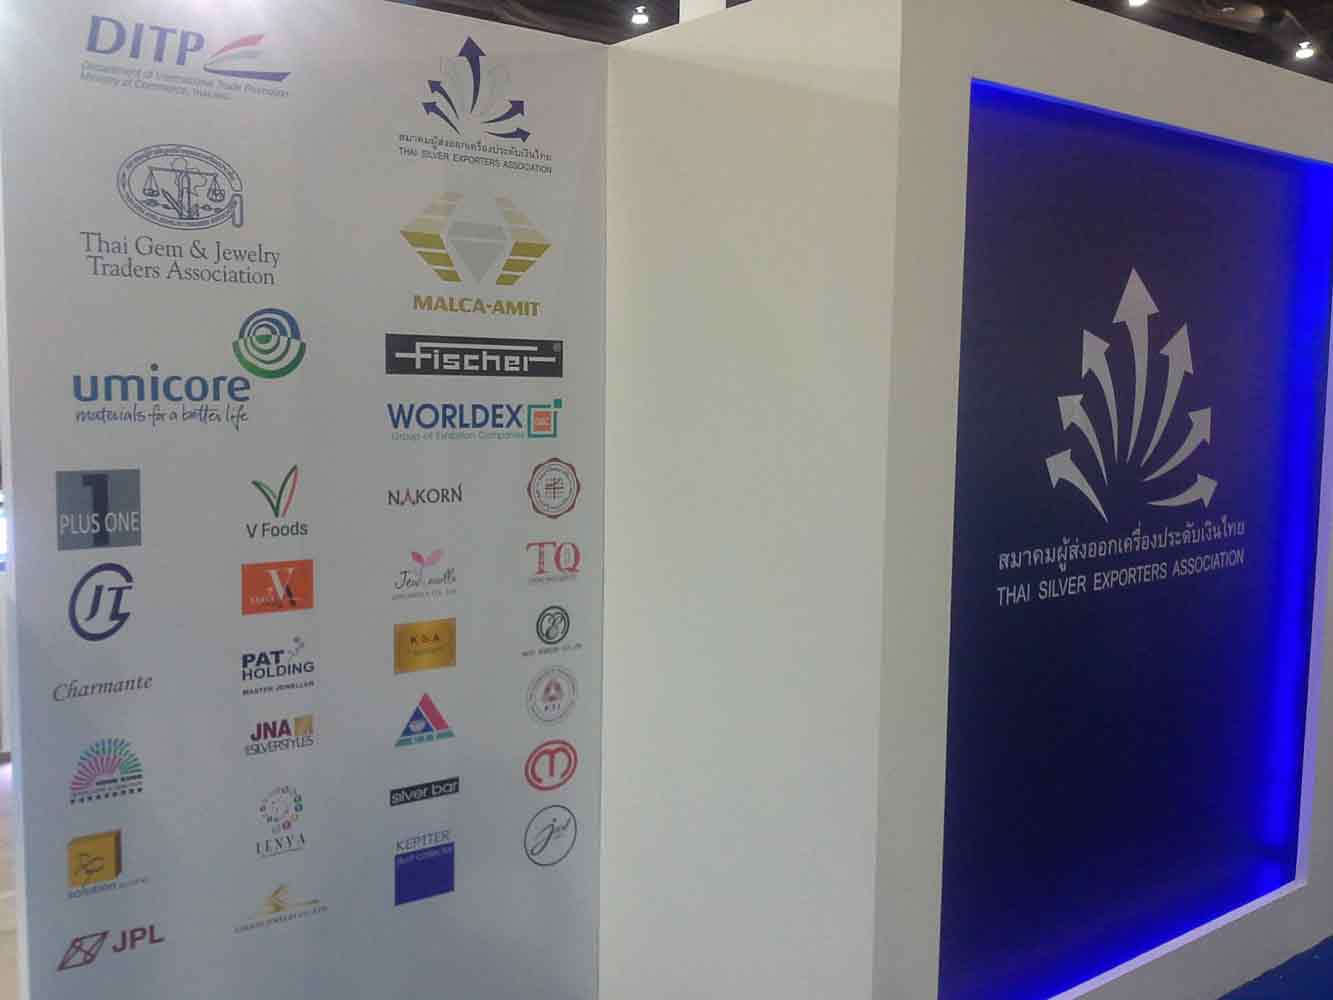 DITP
Department of International Trade Promotion
Ministry of Commerce, THAILAND
สมาคมผู้ส่งออกเครื่องประดับเงินไทย
THAI SILVER EXPORTERS ASSOCIATION
Thai Gem & Jewelry
Traders Association
MALCA-AMIT
umicore
materials for a better life
Fischer
WORLDEX
Group of Exhibition Companies
1
PLUS ONE
V Foods
NAKORN
JT
X
TQ
PAT
HOLDING
MASTER JEWELLER
K & A
E
Charmante
JNA
SILVERSTYLES
silver bar
solution
LENYA
KEPITER
JPL
สมาคมผู้ส่งออกเครื่องประดับเงินไทย
THAI SILVER EXPORTERS ASSOCIATION